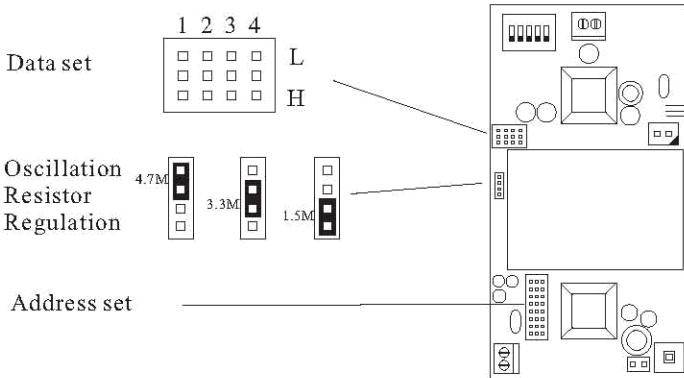 1 2 3 4
Data set
L
H
Oscillation
Resistor
Regulation
4.7M
3.3M
1.5M
Address set